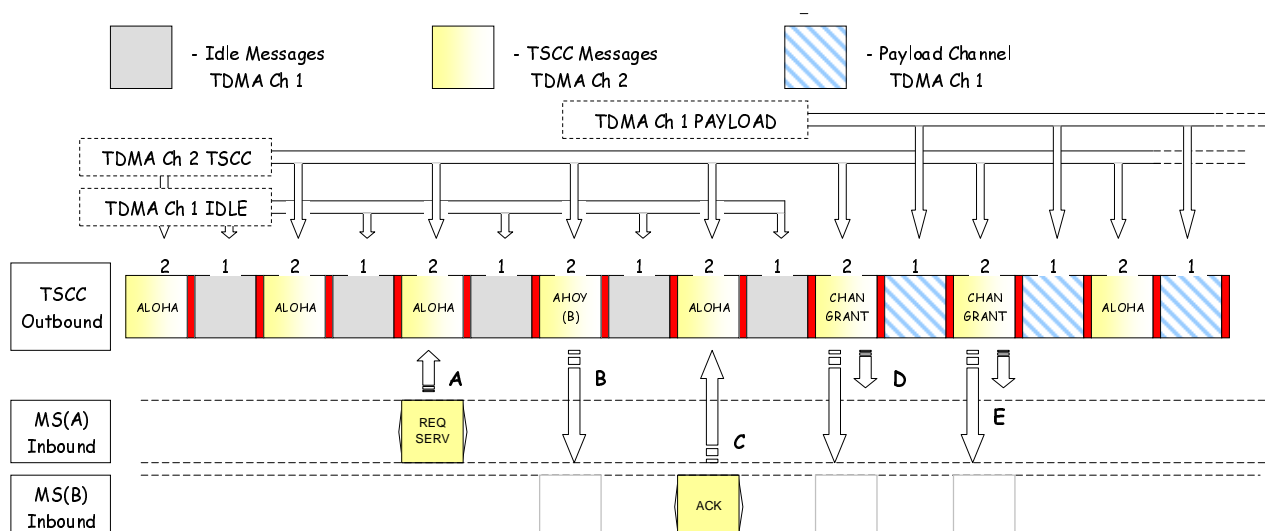 - Idle Messages
TDMA Ch 1
- TSCC Messages
TDMA Ch 2
- Payload Channel
TDMA Ch 1
TDMA Ch 1 PAYLOAD
TDMA Ch 2 TSCC
TDMA Ch 1 IDLE
2 1 2 1 2 1 2 1 2 1 2 1 2 1 2 1
TSCC
Outbound
ALOHA
ALOHA
ALOHA
AHOY
(B)
ALOHA
CHAN
GRANT
CHAN
GRANT
ALOHA
A
B
C
D
E
MS(A)
Inbound
REQ
SERV
MS(B)
Inbound
ACK